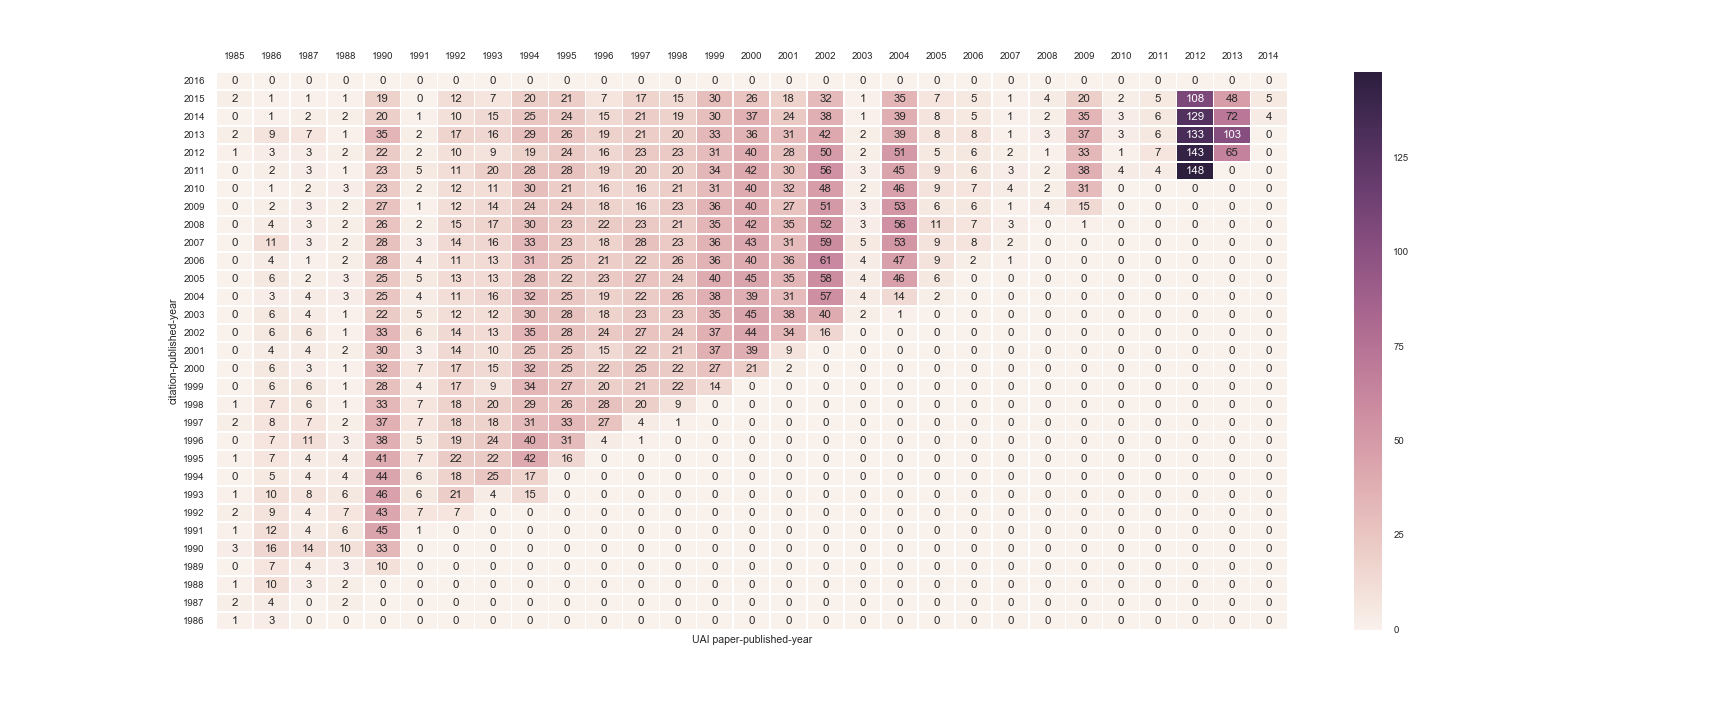 1985 1986 1987 1988 1990 1991 1992 1993 1994 1995 1996 1997 1998 1999 2000 2001 2002 2003 2004 2005 2006 2007 2008 2009 2010 2011 2012 2013 2014
2016 0 0 0 0 0 0 0 0 0 0 0 0 0 0 0 0 0 0 0 0 0 0 0 0 0 0 0 0 0
2015 2 1 1 1 19 0 12 7 20 21 7 17 15 30 26 18 32 1 35 7 5 1 4 20 2 5 108 48 5
2014 0 1 2 2 20 1 10 15 25 24 15 21 19 30 37 24 38 1 39 8 5 1 2 35 3 6 129 72 4
2013 2 9 7 1 35 2 17 16 29 26 19 21 20 33 36 31 42 2 39 8 8 1 3 37 3 6 133 103 0
2012 1 3 3 2 22 2 10 9 19 24 16 23 23 31 40 28 50 2 51 5 6 2 1 33 1 7 143 65 0
125
2011 0 2 3 1 23 5 11 20 28 28 19 20 20 34 42 30 56 3 45 9 6 3 2 38 4 4 148 0 0
2010 0 1 2 3 23 2 12 11 30 21 16 16 21 31 40 32 48 2 46 9 7 4 2 31 0 0 0 0 0
2009 0 2 3 2 27 1 12 14 24 24 18 16 23 36 40 27 51 3 53 6 6 1 4 15 0 0 0 0 0
2008 0 4 3 2 26 2 15 17 30 23 22 23 21 35 42 35 52 3 56 11 7 3 0 1 0 0 0 0 0
2007 0 11 3 2 28 3 14 16 33 23 18 28 23 36 43 31 59 5 53 9 8 2 0 0 0 0 0 0 0
100
2006 0 4 1 2 28 4 11 13 31 25 21 22 26 36 40 36 61 4 47 9 2 1 0 0 0 0 0 0 0
2005 0 6 2 3 25 5 13 13 28 22 23 27 24 40 45 35 58 4 46 6 0 0 0 0 0 0 0 0 0
2004 0 3 4 3 25 4 11 16 32 25 19 22 26 38 39 31 57 4 14 2 0 0 0 0 0 0 0 0 0
2003 0 6 4 1 22 5 12 12 30 28 18 23 23 35 45 38 40 2 1 0 0 0 0 0 0 0 0 0 0
2002 0 6 6 1 33 6 14 13 35 28 24 27 24 37 44 34 16 0 0 0 0 0 0 0 0 0 0 0 0
75
2001 0 4 4 2 30 3 14 10 25 25 15 22 21 37 39 9 0 0 0 0 0 0 0 0 0 0 0 0 0
citation-published-year
2000 0 6 3 1 32 7 17 15 32 25 22 25 22 27 21 2 0 0 0 0 0 0 0 0 0 0 0 0 0
1999 0 6 6 1 28 4 17 9 34 27 20 21 22 14 0 0 0 0 0 0 0 0 0 0 0 0 0 0 0
1998 1 7 6 1 33 7 18 20 29 26 28 20 9 0 0 0 0 0 0 0 0 0 0 0 0 0 0 0 0
1997 2 8 7 2 37 7 18 18 31 33 27 4 1 0 0 0 0 0 0 0 0 0 0 0 0 0 0 0 0
1996 0 7 11 3 38 5 19 24 40 31 4 1 0 0 0 0 0 0 0 0 0 0 0 0 0 0 0 0 0
50
1995 1 7 4 4 41 7 22 22 42 16 0 0 0 0 0 0 0 0 0 0 0 0 0 0 0 0 0 0 0
1994 0 5 4 4 44 6 18 25 17 0 0 0 0 0 0 0 0 0 0 0 0 0 0 0 0 0 0 0 0
1993 1 10 8 6 46 6 21 4 15 0 0 0 0 0 0 0 0 0 0 0 0 0 0 0 0 0 0 0 0
1992 2 9 4 7 43 7 7 0 0 0 0 0 0 0 0 0 0 0 0 0 0 0 0 0 0 0 0 0 0
1991 1 12 4 6 45 1 0 0 0 0 0 0 0 0 0 0 0 0 0 0 0 0 0 0 0 0 0 0 0
25
1990 3 16 14 10 33 0 0 0 0 0 0 0 0 0 0 0 0 0 0 0 0 0 0 0 0 0 0 0 0
1989 0 7 4 3 10 0 0 0 0 0 0 0 0 0 0 0 0 0 0 0 0 0 0 0 0 0 0 0 0
1988 1 10 3 2 0 0 0 0 0 0 0 0 0 0 0 0 0 0 0 0 0 0 0 0 0 0 0 0 0
1987 2 4 0 2 0 0 0 0 0 0 0 0 0 0 0 0 0 0 0 0 0 0 0 0 0 0 0 0 0
1986 1 3 0 0 0 0 0 0 0 0 0 0 0 0 0 0 0 0 0 0 0 0 0 0 0 0 0 0 0
0
UAI paper-published-year